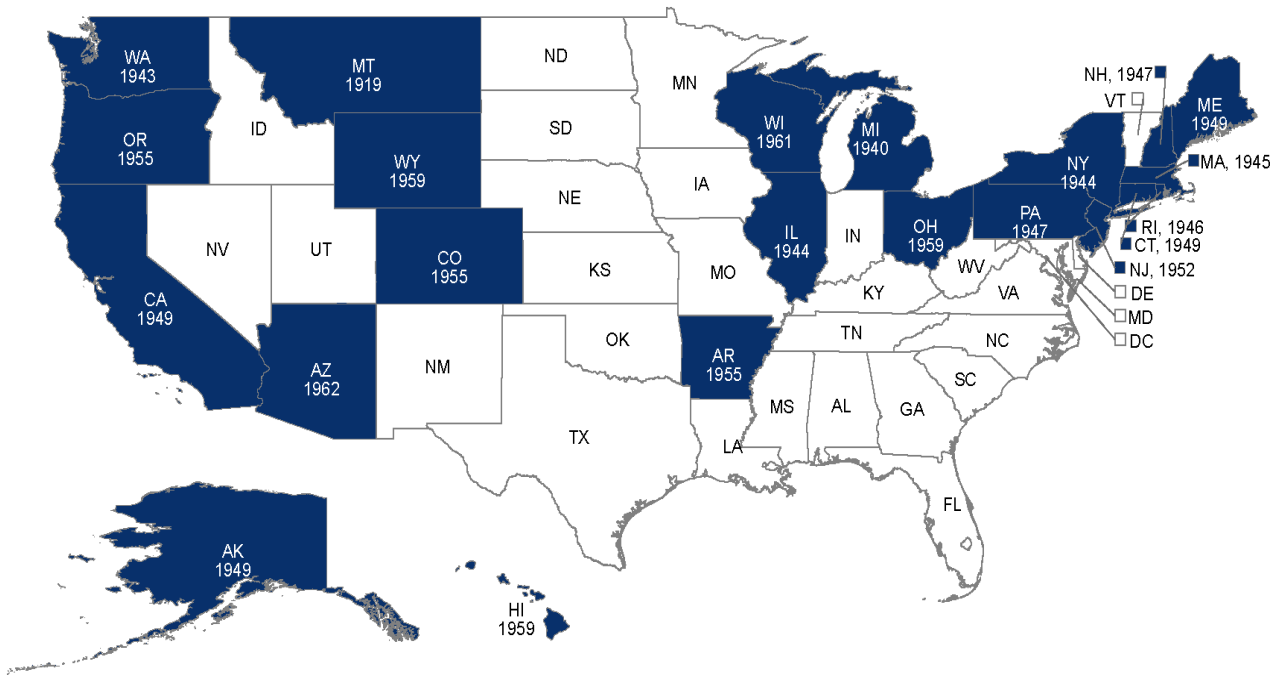 WA
1943
MT
1919
ND
MN
OR
1955
ID
WY
1959
SD
WI
1961
MI
1940
NH, 1947
VT
ME
1949
NY
1944
MA, 1945
NV
UT
CO
1955
NE
IA
IL
1944
IN
OH
1959
PA
1947
RI, 1946
CT, 1949
NJ, 1952
DE
MD
DC
CA
1949
KS
MO
KY
WV
VA
AZ
1962
NM
OK
AR
1955
TN
NC
SC
TX
LA
MS
AL
GA
FL
AK
1949
HI
1959